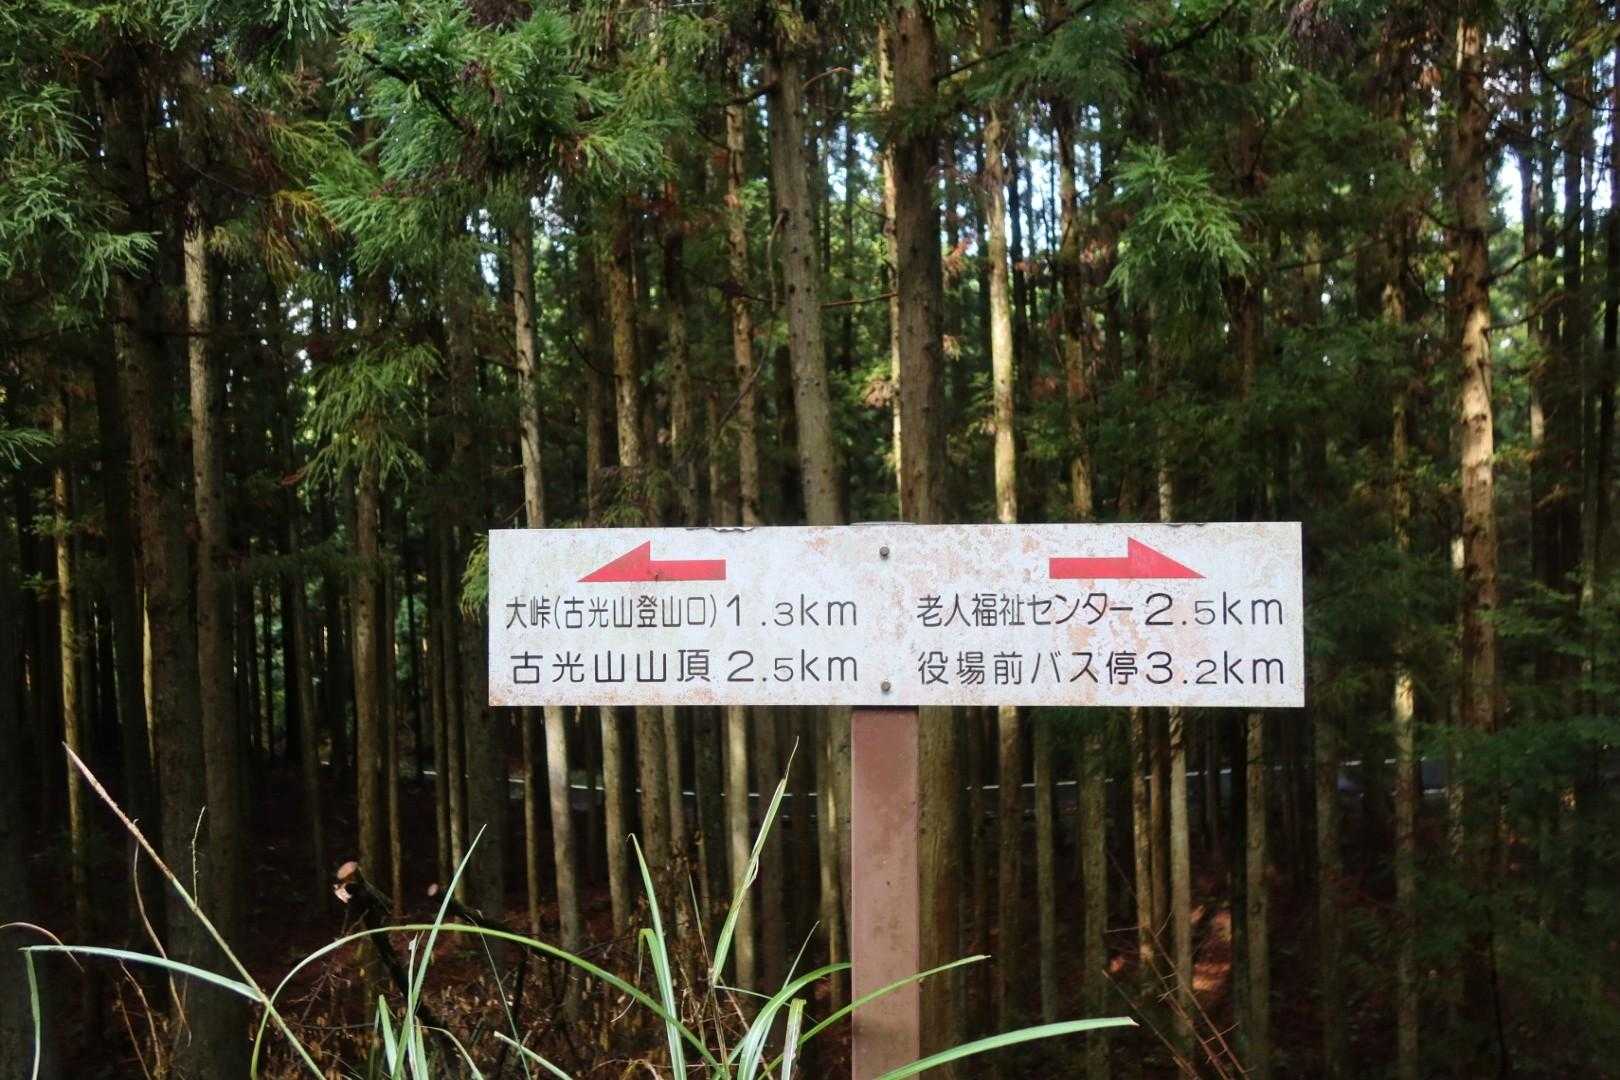 大峠(古光山登山口)1.3km
古光山山頂 2.5km
老人福祉センター2.5km
役場前バス停3.2km